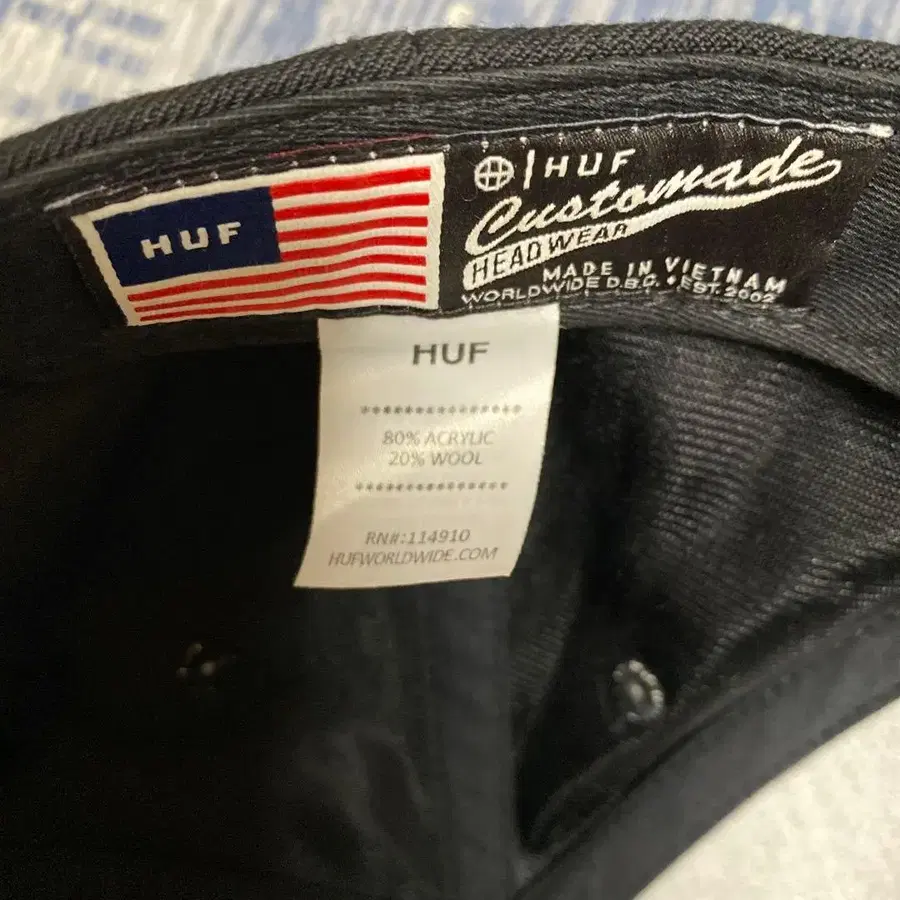 HUF
HUF
Customade
HEADWEAR
MADE IN VIETNAM
WORLDWIDE D.B.C. • EST. 2002
HUF
80% ACRYLIC
20% WOOL
RN#:114910
HUFWORLDWIDE.COM